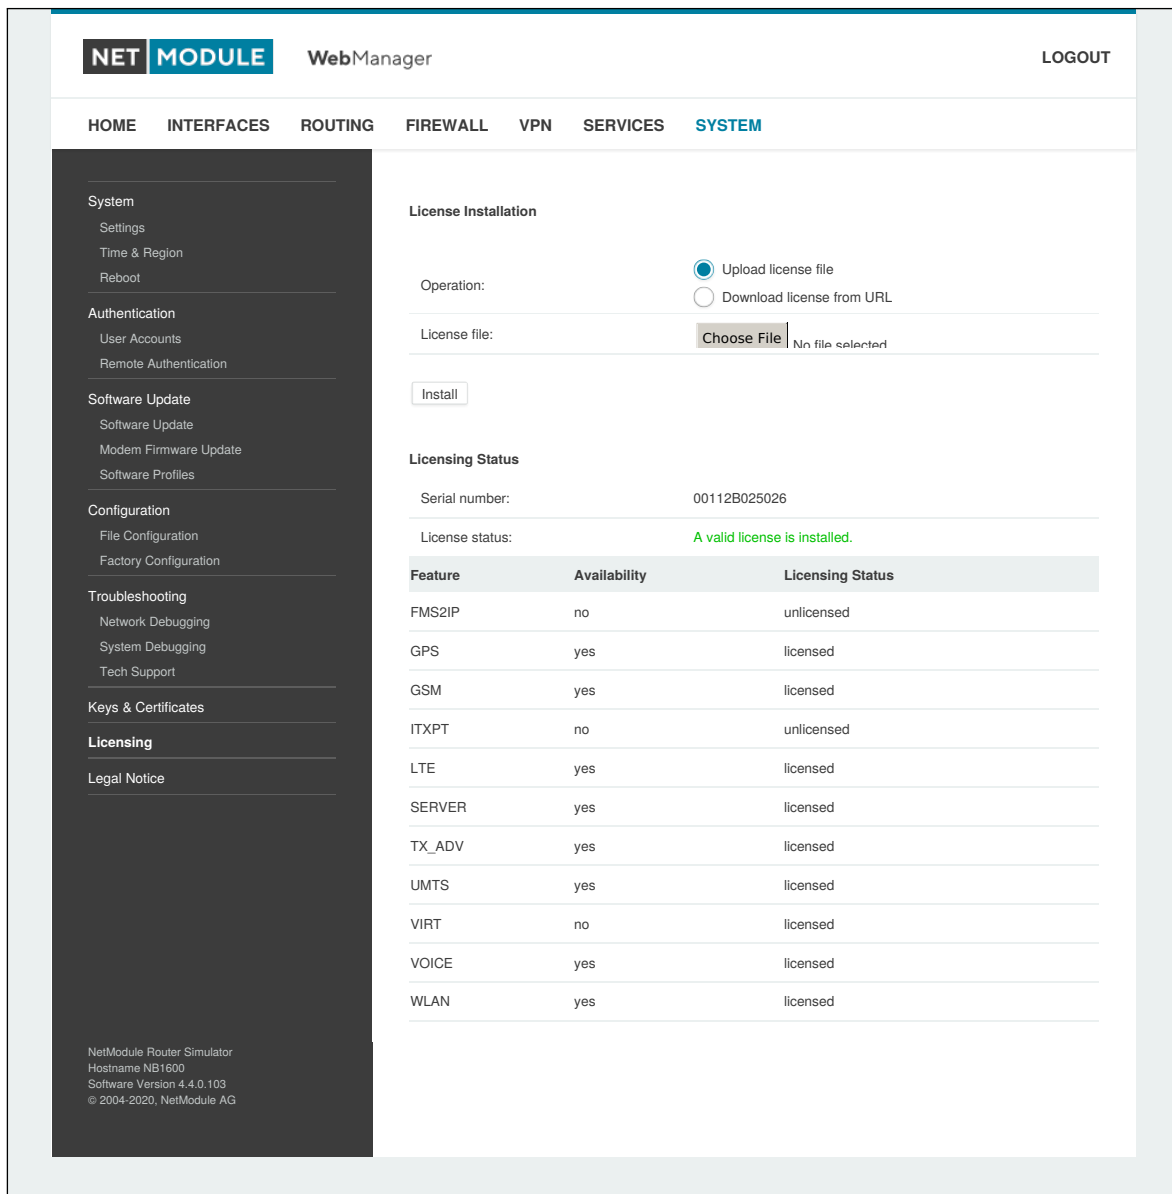 NET MODULE WebManager LOGOUT
HOME INTERFACES ROUTING FIREWALL VPN SERVICES SYSTEM
System
Settings
Time & Region
Reboot
Authentication
User Accounts
Remote Authentication
Software Update
Software Update
Modem Firmware Update
Software Profiles
Configuration
File Configuration
Factory Configuration
Troubleshooting
Network Debugging
System Debugging
Tech Support
Keys & Certificates
Licensing
Legal Notice
NetModule Router Simulator
Hostname NB1600
Software Version 4.4.0.103
© 2004-2020, NetModule AG
License Installation
Operation:
Upload license file
Download license from URL
License file: Choose File No file selected
Install
Licensing Status
Serial number: 00112B025026
License status: A valid license is installed.
Feature Availability Licensing Status
FMS2IP no unlicensed
GPS yes licensed
GSM yes licensed
ITXPT no unlicensed
LTE yes licensed
SERVER yes licensed
TX_ADV yes licensed
UMTS yes licensed
VIRT no licensed
VOICE yes licensed
WLAN yes licensed